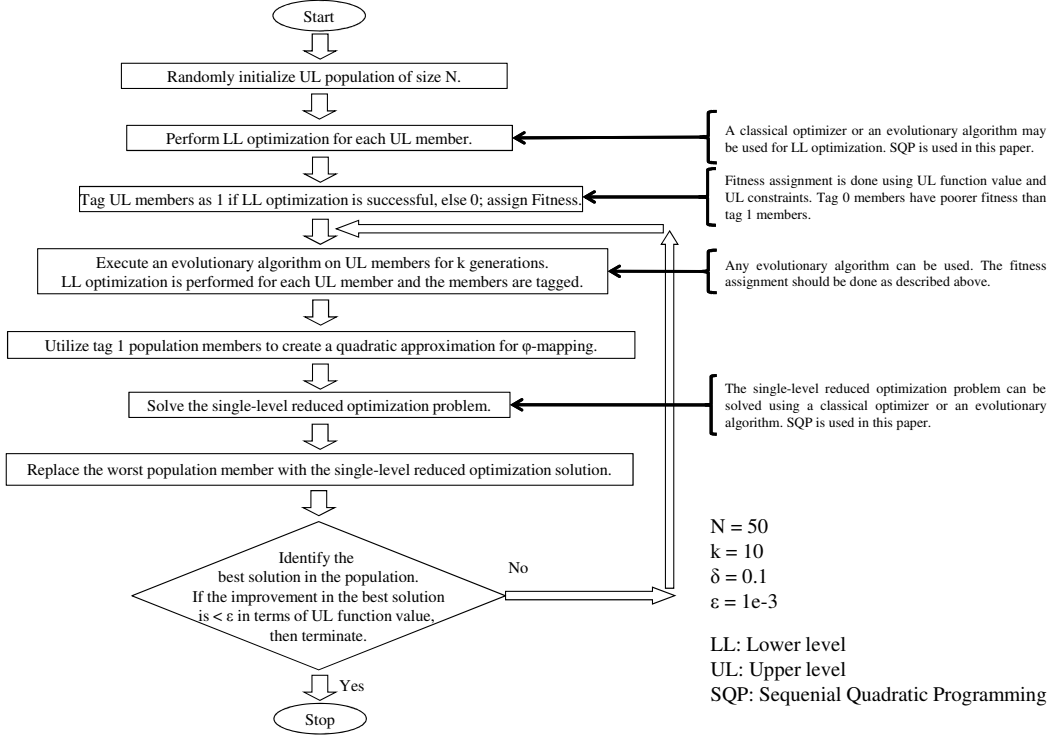 Start
Randomly initialize UL population of size N.
Perform LL optimization for each UL member.
A classical optimizer or an evolutionary algorithm may
be used for LL optimization. SQP is used in this paper.
Tag UL members as 1 if LL optimization is successful, else 0; assign Fitness.
Fitness assignment is done using UL function value and
UL constraints. Tag 0 members have poorer fitness than
tag 1 members.
Execute an evolutionary algorithm on UL members for k generations.
LL optimization is performed for each UL member and the members are tagged.
Any evolutionary algorithm can be used. The fitness
assignment should be done as described above.
Utilize tag 1 population members to create a quadratic approximation for φ-mapping.
Solve the single-level reduced optimization problem.
The single-level reduced optimization problem can be
solved using a classical optimizer or an evolutionary
algorithm. SQP is used in this paper.
Replace the worst population member with the single-level reduced optimization solution.
Identify the
best solution in the population.
If the improvement in the best solution
is < ε in terms of UL function value,
then terminate.
No
Yes
Stop
N = 50
k = 10
δ = 0.1
ε = 1e-3
LL: Lower level
UL: Upper level
SQP: Sequenial Quadratic Programming